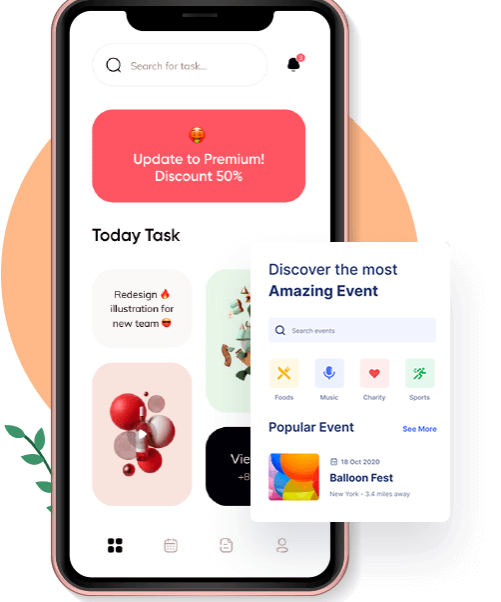 Search for task...
Update to Premium!
Discount 50%
Today Task
Redesign 🔥
illustration for
new team 😍
Discover the most
Amazing Event
Search events
Foods Music Charity Sports
Popular Event See More
18 Oct 2020
Balloon Fest
New York - 3.4 miles away